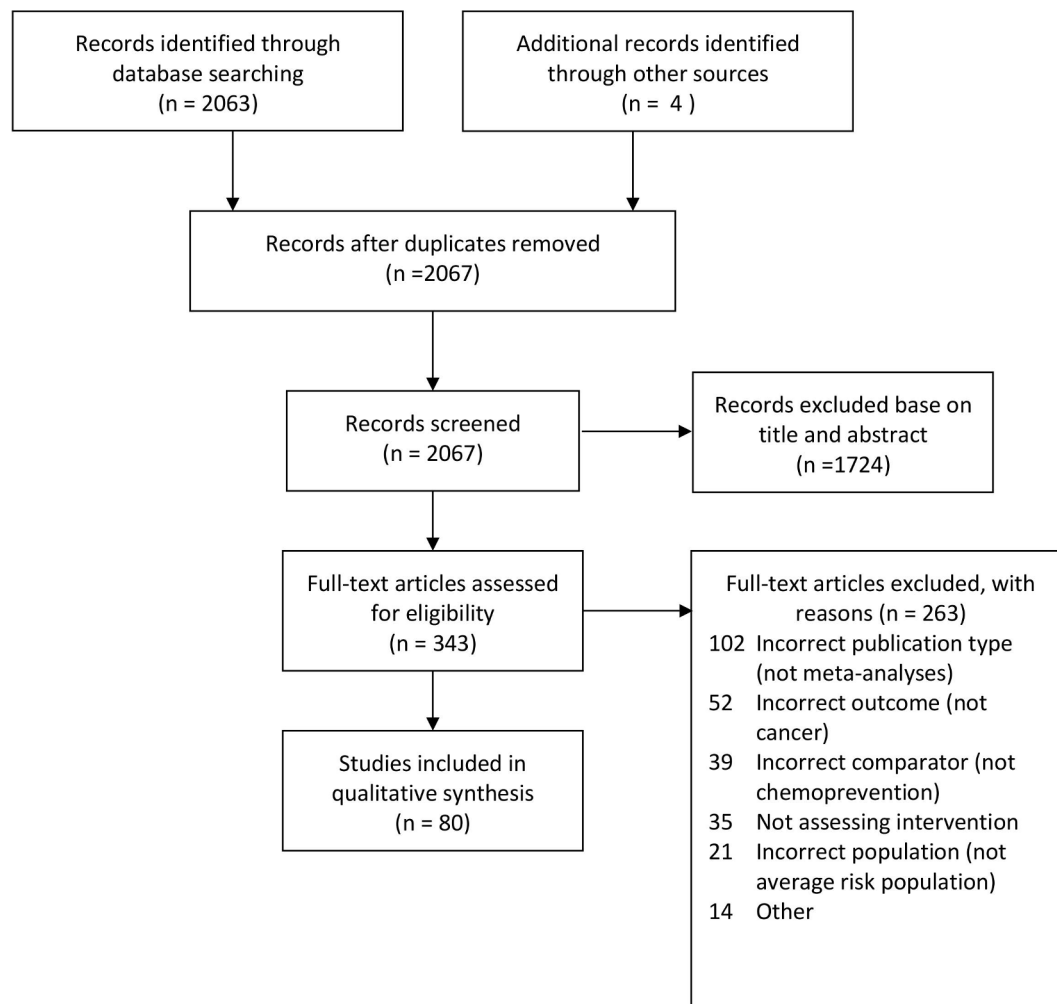 Records identified through
database searching
(n = 2063)
Additional records identified
through other sources
(n =  4 )
Records after duplicates removed
(n =2067)
Records screened
(n = 2067)
Records excluded base on
title and abstract
(n =1724)
Full-text articles assessed
for eligibility
(n = 343)
Full-text articles excluded, with
reasons (n = 263)
102 Incorrect publication type
(not meta-analyses)
52 Incorrect outcome (not
cancer)
39 Incorrect comparator (not
chemoprevention)
35 Not assessing intervention
21 Incorrect population (not
average risk population)
14 Other
Studies included in
qualitative synthesis
(n = 80)